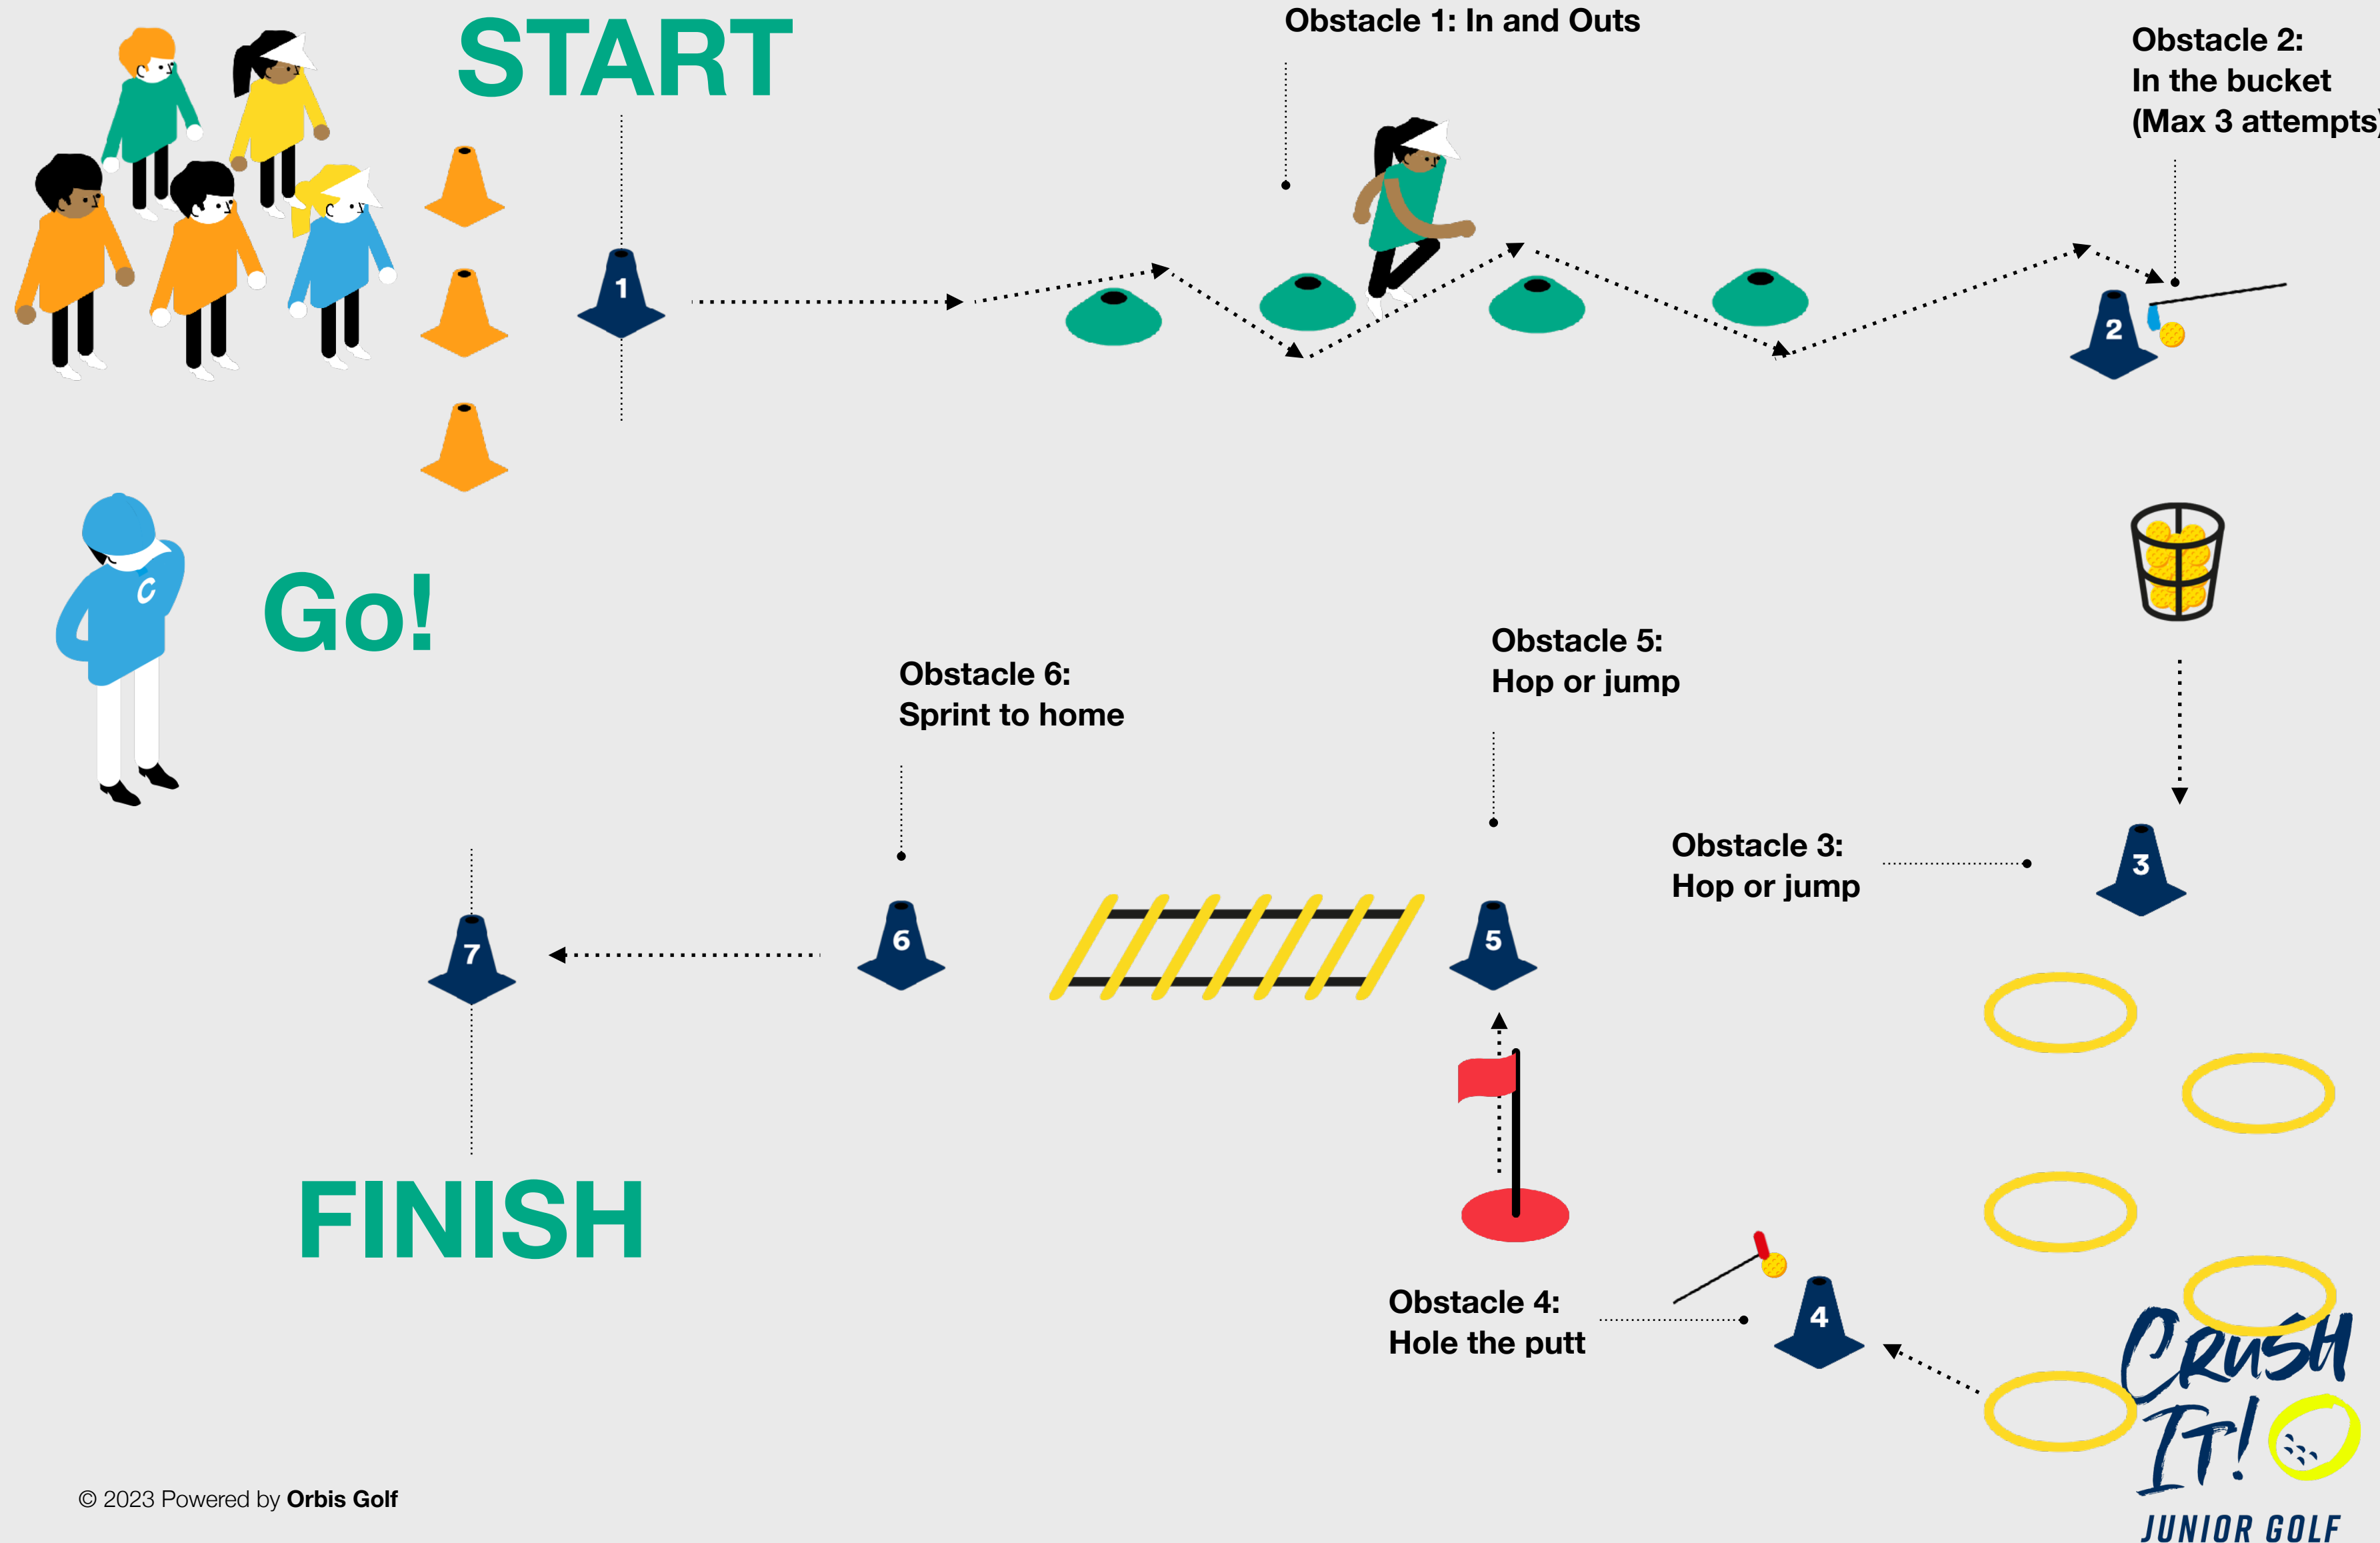 START
Obstacle 1: In and Outs
Obstacle 2:
In the bucket
(Max 3 attempts)
1
2
C
Go!
Obstacle 5:
Hop or jump
Obstacle 6:
Sprint to home
Obstacle 3:
Hop or jump
3
5
6
7
FINISH
Obstacle 4:
Hole the putt
4
CRUSH
IT!
JUNIOR GOLF
© 2023 Powered by Orbis Golf